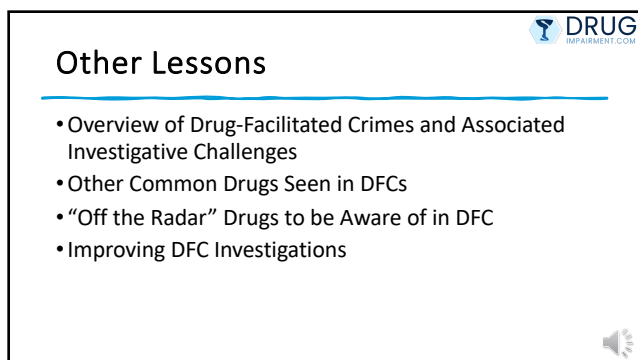 DRUG
IMPAIRMENT.COM
Other Lessons
• Overview of Drug-Facilitated Crimes and Associated
Investigative Challenges
• Other Common Drugs Seen in DFCs
• “Off the Radar” Drugs to be Aware of in DFC
• Improving DFC Investigations